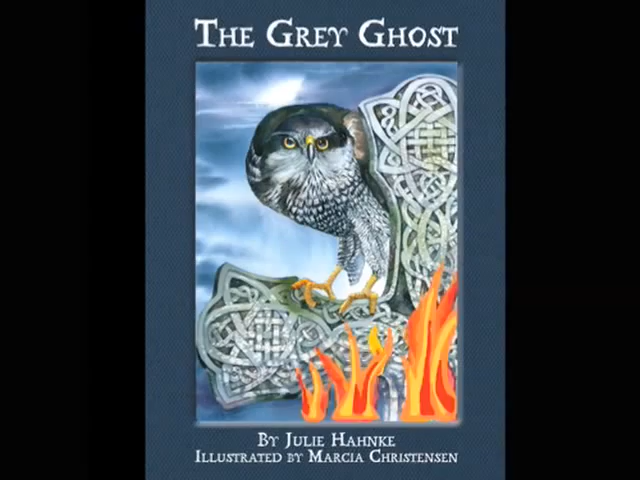 The Grey Ghost
By Julie Hahnke
Illustrated by Marcia Christensen